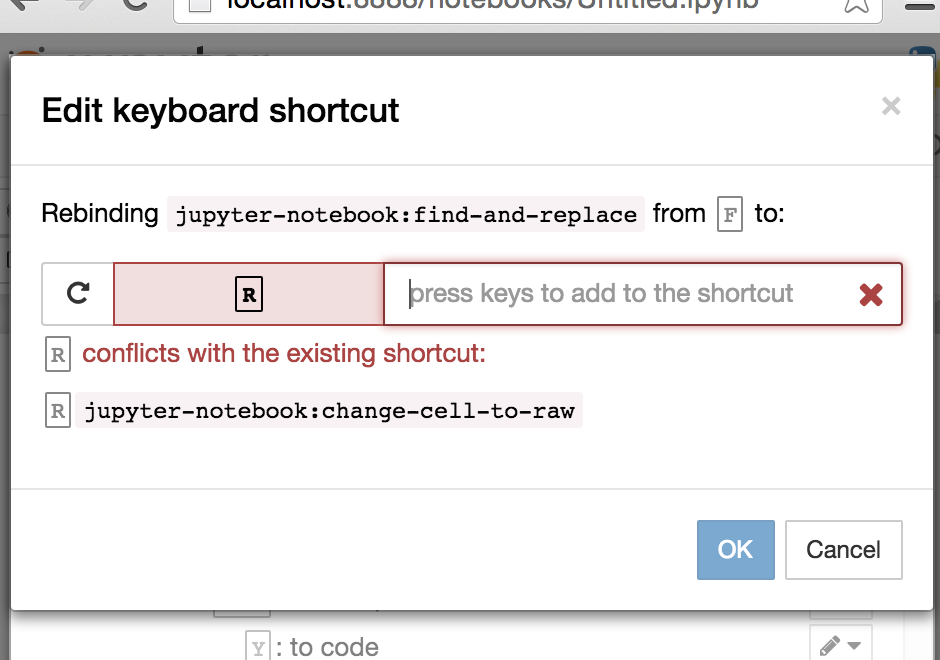 localhost:8888/notebooks/Untitled.ipynb
Edit keyboard shortcut ×
Rebinding jupyter-notebook:find-and-replace from F to:
R press keys to add to the shortcut
R conflicts with the existing shortcut:
R jupyter-notebook:change-cell-to-raw
OK Cancel
Y : to code